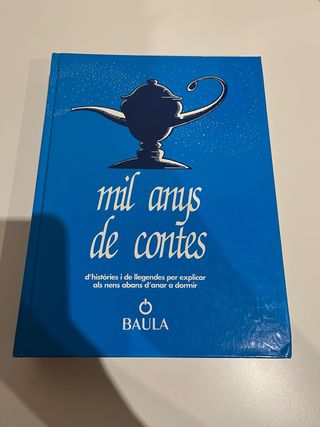 mil anys
de contes
d'històries i de llegendes per explicar
als nens abans d'anar a dormir
BAULA